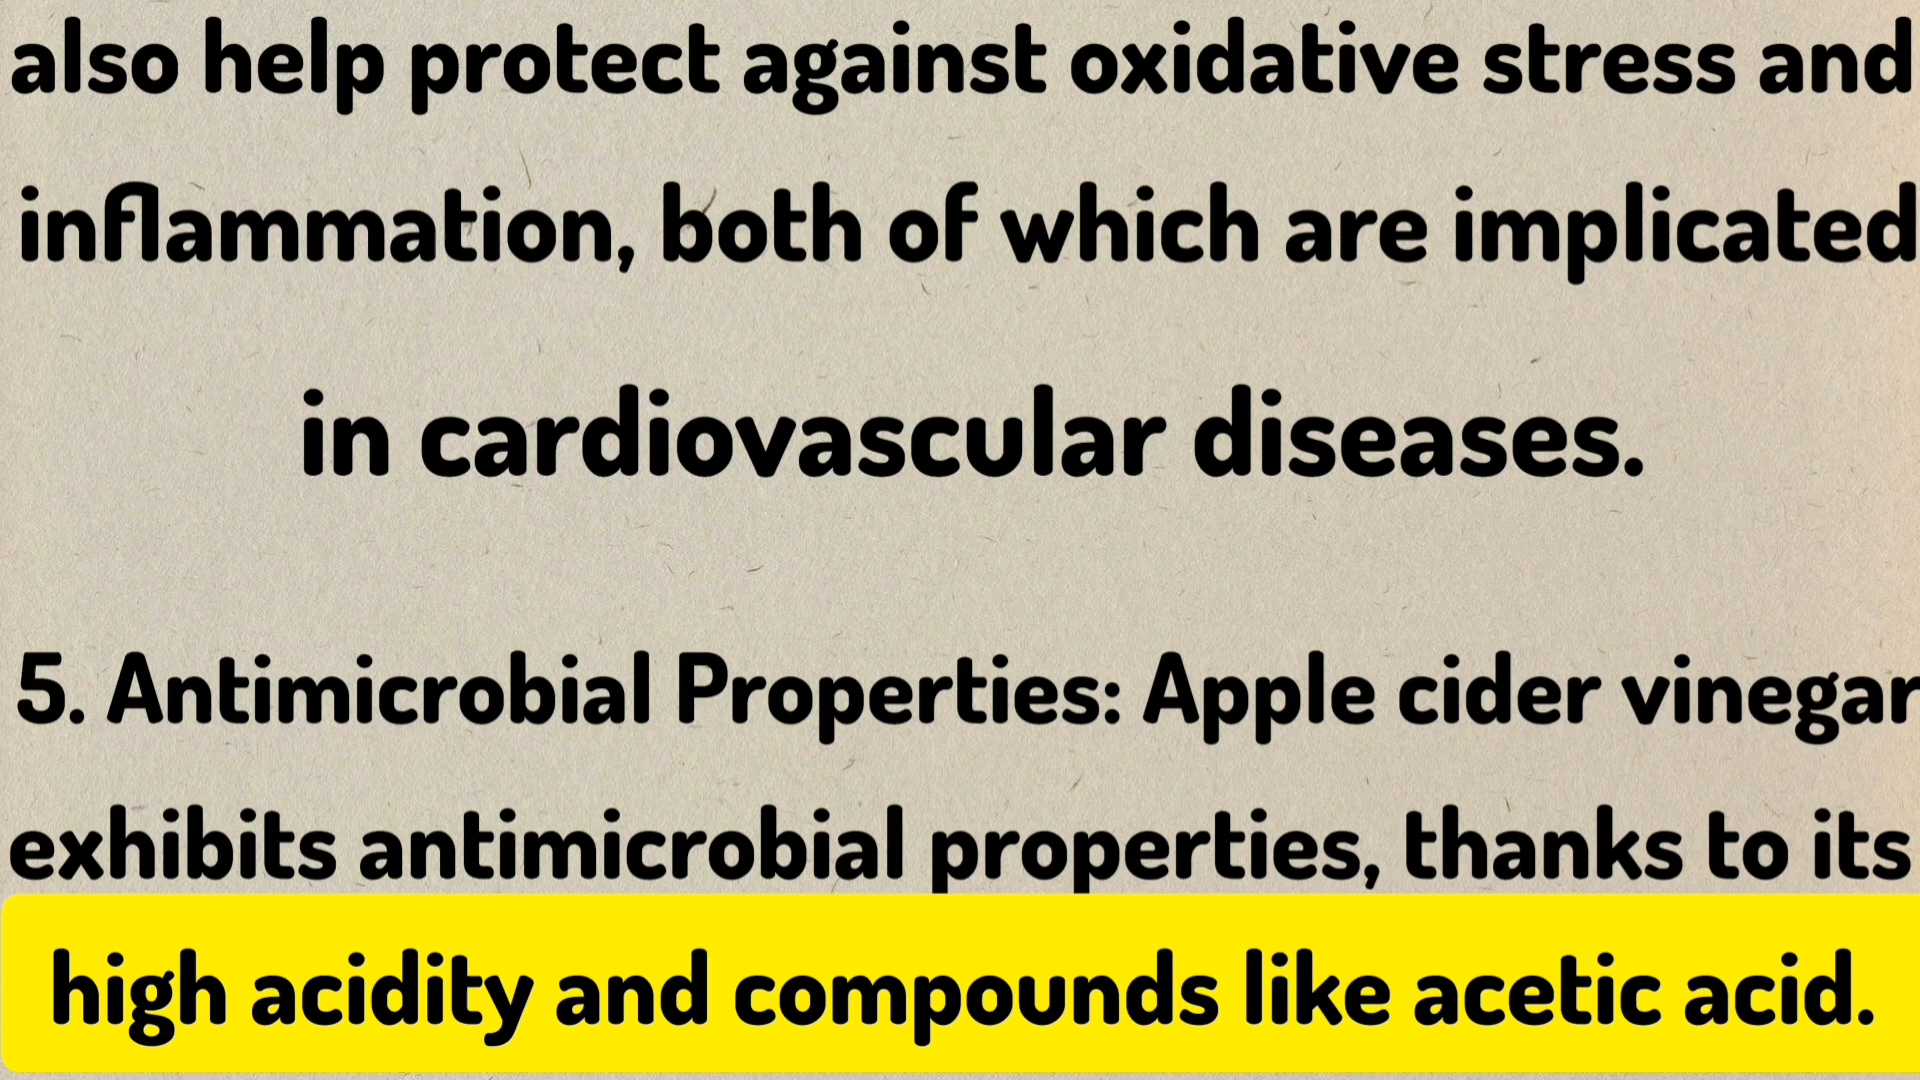 also help protect against oxidative stress and
inflammation, both of which are implicated
in cardiovascular diseases.
5. Antimicrobial Properties: Apple cider vinegar
exhibits antimicrobial properties, thanks to its
high acidity and compounds like acetic acid.